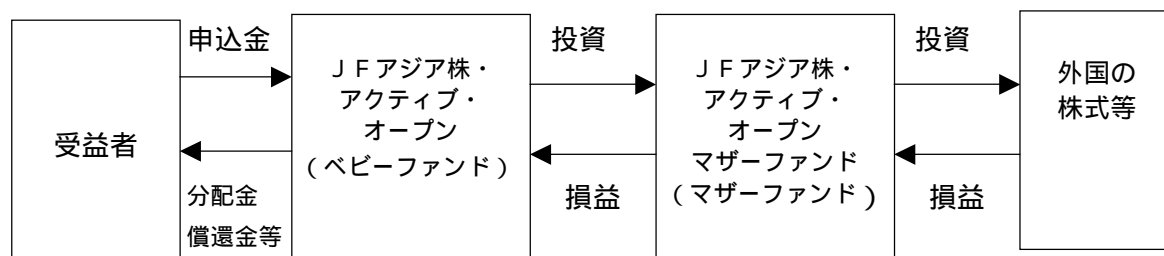 受益者
申込金
分配金
償還金等
ＪＦアジア株・
アクティブ・
オープン
（ベビーファンド）
投資
損益
ＪＦアジア株・
アクティブ・
オープン
マザーファンド
（マザーファンド）
投資
損益
外国の
株式等